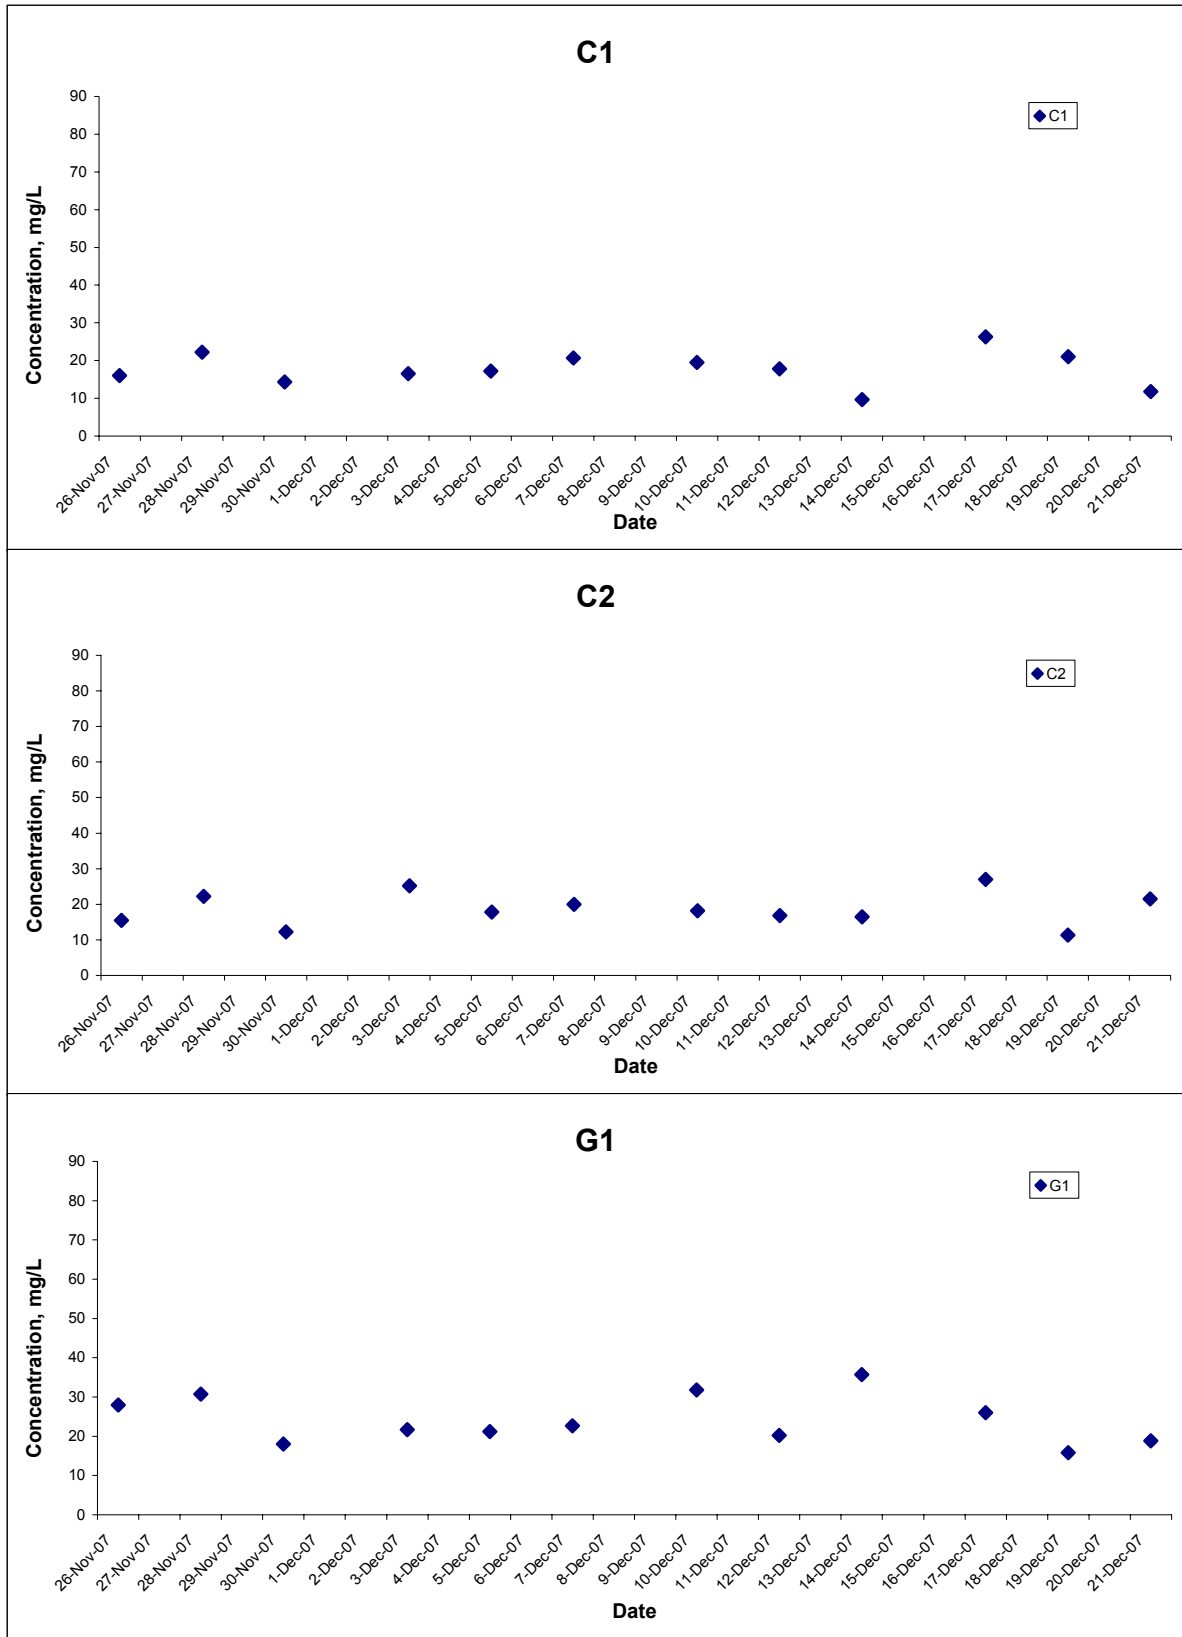 C1
C1
Concentration, mg/L
90
80
70
60
50
40
30
20
10
0
26-Nov-07
27-Nov-07
28-Nov-07
29-Nov-07
30-Nov-07
1-Dec-07
2-Dec-07
3-Dec-07
4-Dec-07
5-Dec-07
6-Dec-07
7-Dec-07
8-Dec-07
9-Dec-07
10-Dec-07
11-Dec-07
12-Dec-07
13-Dec-07
14-Dec-07
15-Dec-07
16-Dec-07
17-Dec-07
18-Dec-07
19-Dec-07
20-Dec-07
21-Dec-07
Date
C2
C2
Concentration, mg/L
90
80
70
60
50
40
30
20
10
0
26-Nov-07
27-Nov-07
28-Nov-07
29-Nov-07
30-Nov-07
1-Dec-07
2-Dec-07
3-Dec-07
4-Dec-07
5-Dec-07
6-Dec-07
7-Dec-07
8-Dec-07
9-Dec-07
10-Dec-07
11-Dec-07
12-Dec-07
13-Dec-07
14-Dec-07
15-Dec-07
16-Dec-07
17-Dec-07
18-Dec-07
19-Dec-07
20-Dec-07
21-Dec-07
Date
G1
G1
Concentration, mg/L
90
80
70
60
50
40
30
20
10
0
26-Nov-07
27-Nov-07
28-Nov-07
29-Nov-07
30-Nov-07
1-Dec-07
2-Dec-07
3-Dec-07
4-Dec-07
5-Dec-07
6-Dec-07
7-Dec-07
8-Dec-07
9-Dec-07
10-Dec-07
11-Dec-07
12-Dec-07
13-Dec-07
14-Dec-07
15-Dec-07
16-Dec-07
17-Dec-07
18-Dec-07
19-Dec-07
20-Dec-07
21-Dec-07
Date